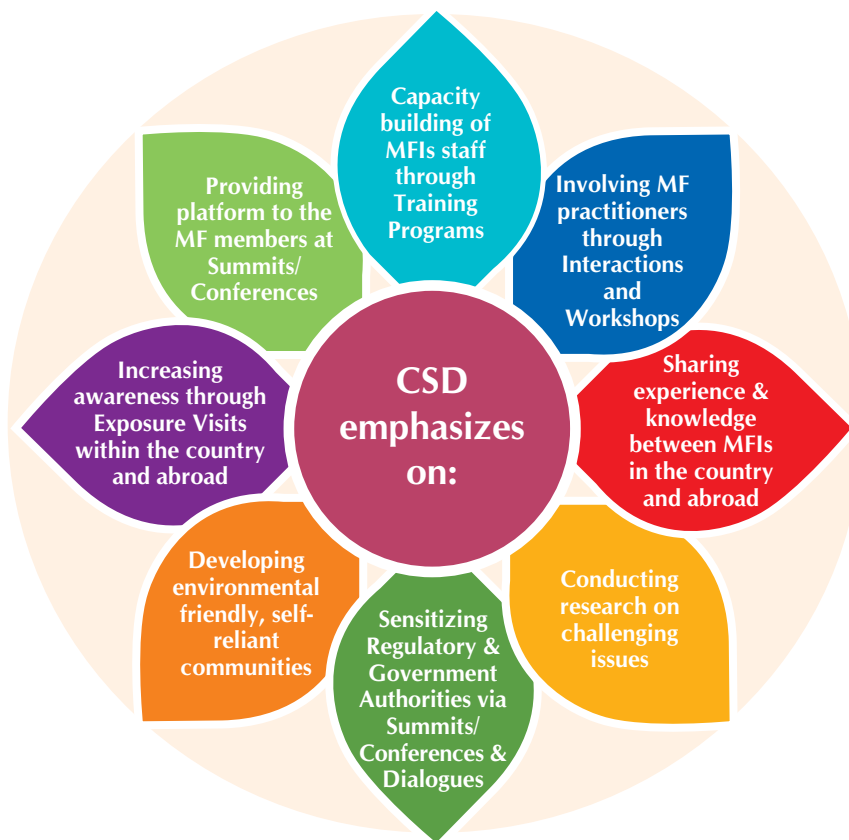 CSD
emphasizes
on:
Capacity
building of
MFIs staff
through
Training
Programs
Involving MF
practitioners
through
Interactions
and
Workshops
Sharing
experience &
knowledge
between MFIs
in the country
and abroad
Conducting
research on
challenging
issues
Sensitizing
Regulatory &
Government
Authorities via
Summits/
Conferences &
Dialogues
Developing
environmental
friendly, self-
reliant
communities
Increasing
awareness through
Exposure Visits
within the country
and abroad
Providing
platform to the
MF members at
Summits/
Conferences